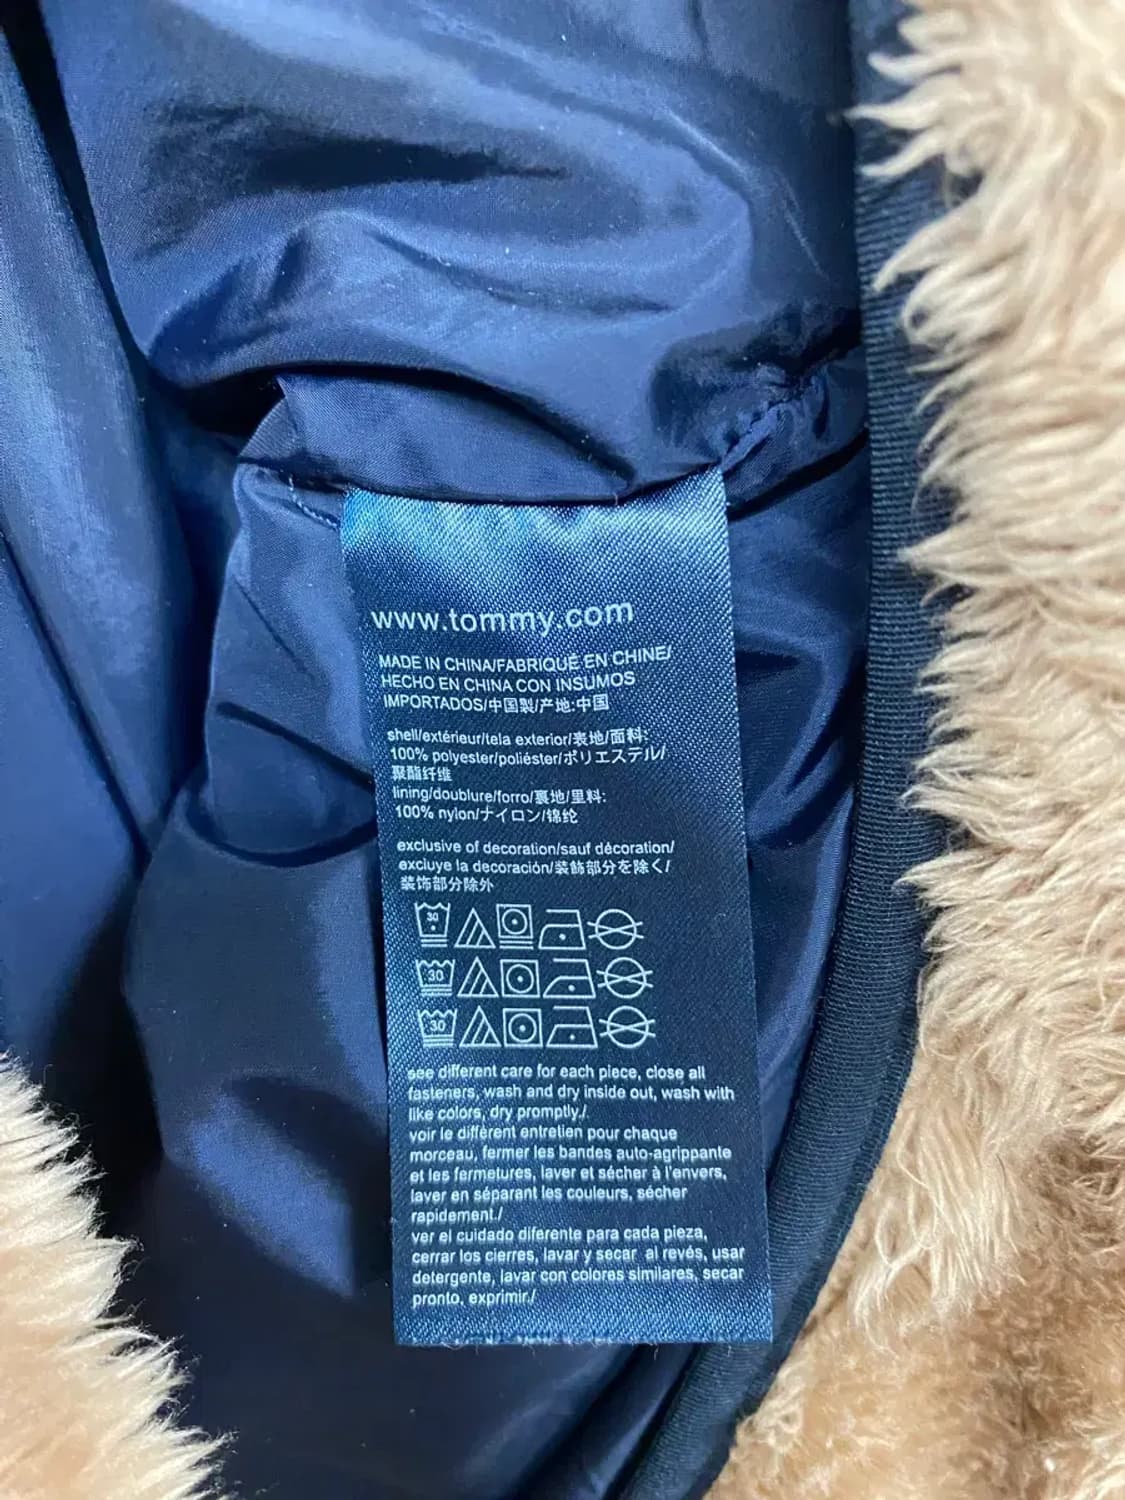 www.tommy.com
MADE IN CHINA/FABRIQUÉ EN CHINE/
HECHO EN CHINA CON INSUMOS
IMPORTADOS/中国製/产地:中国
shell/extérieur/tela exterior/表地/面料:
100% polyester/poliéster/ポリエステル/
聚酯纤维
lining/doublure/forro/裏地/里料:
100% nylon/ナイロン/锦纶
exclusive of decoration/sauf décoration/
excluye la decoración/装飾部分を除く/
装饰部分除外
30
30
30
see different care for each piece, close all
fasteners, wash and dry inside out, wash with
like colors, dry promptly./
voir le différent entretien pour chaque
morceau, fermer les bandes auto-agrippante
et les fermetures, laver et sécher à l'envers,
laver en séparant les couleurs, sécher
rapidement./
ver el cuidado diferente para cada pieza,
cerrar los cierres, lavar y secar al revés, usar
detergente, lavar con colores similares, secar
pronto, exprimir./